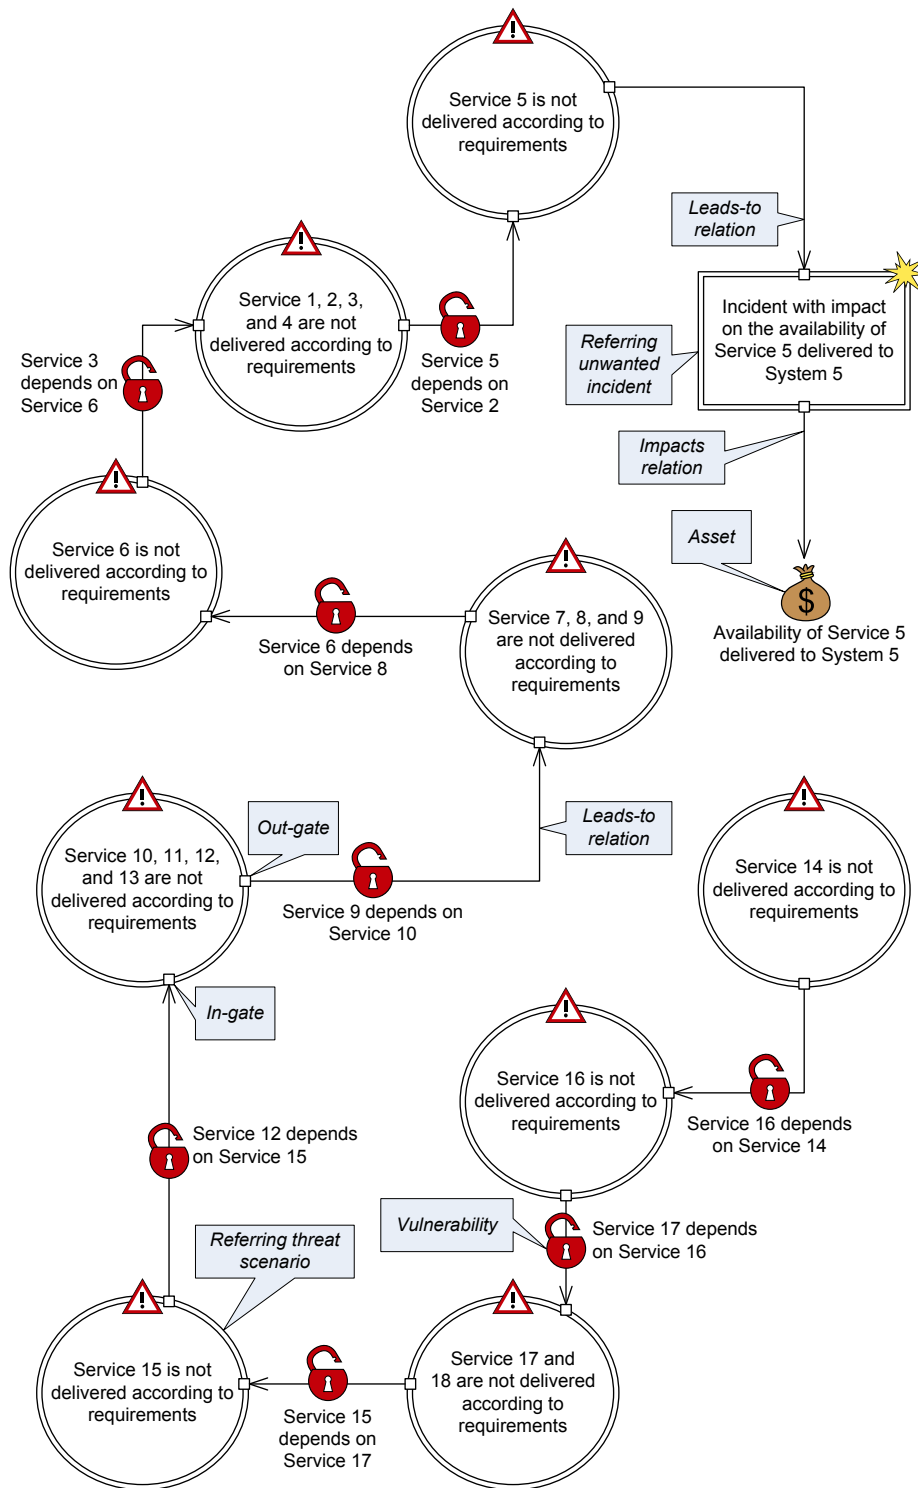 Service 5 is not
delivered according to
requirements
Leads-to
relation
Service 1, 2, 3,
and 4 are not
delivered according to
requirements
Incident with impact
on the availability of
Service 5 delivered to
System 5
Referring
unwanted
incident
Service 3
depends on
Service 6
Service 5
depends on
Service 2
Impacts
relation
Asset
Service 6 is not
delivered according to
requirements
$
Service 7, 8, and 9
are not delivered
according to
requirements
Availability of Service 5
delivered to System 5
Service 6 depends
on Service 8
Out-gate
Leads-to
relation
Service 10, 11, 12,
and 13 are not
delivered according to
requirements
Service 14 is not
delivered according to
requirements
Service 9 depends on
Service 10
In-gate
Service 16 is not
delivered according to
requirements
Service 16 depends
on Service 14
Service 12 depends
on Service 15
Vulnerability
Service 17 depends
on Service 16
Referring threat
scenario
Service 15 is not
delivered according to
requirements
Service 17 and
18 are not delivered
according to
requirements
Service 15
depends on
Service 17